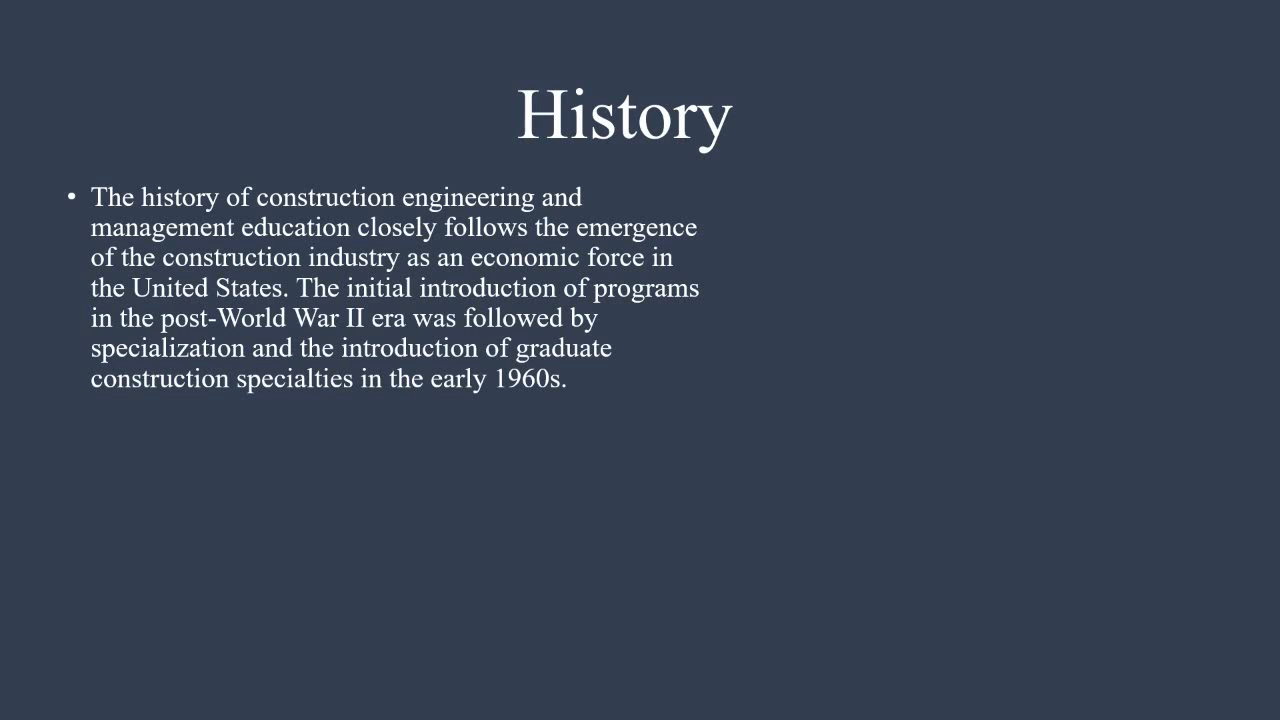 History
• The history of construction engineering and
management education closely follows the emergence
of the construction industry as an economic force in
the United States. The initial introduction of programs
in the post-World War II era was followed by
specialization and the introduction of graduate
construction specialties in the early 1960s.